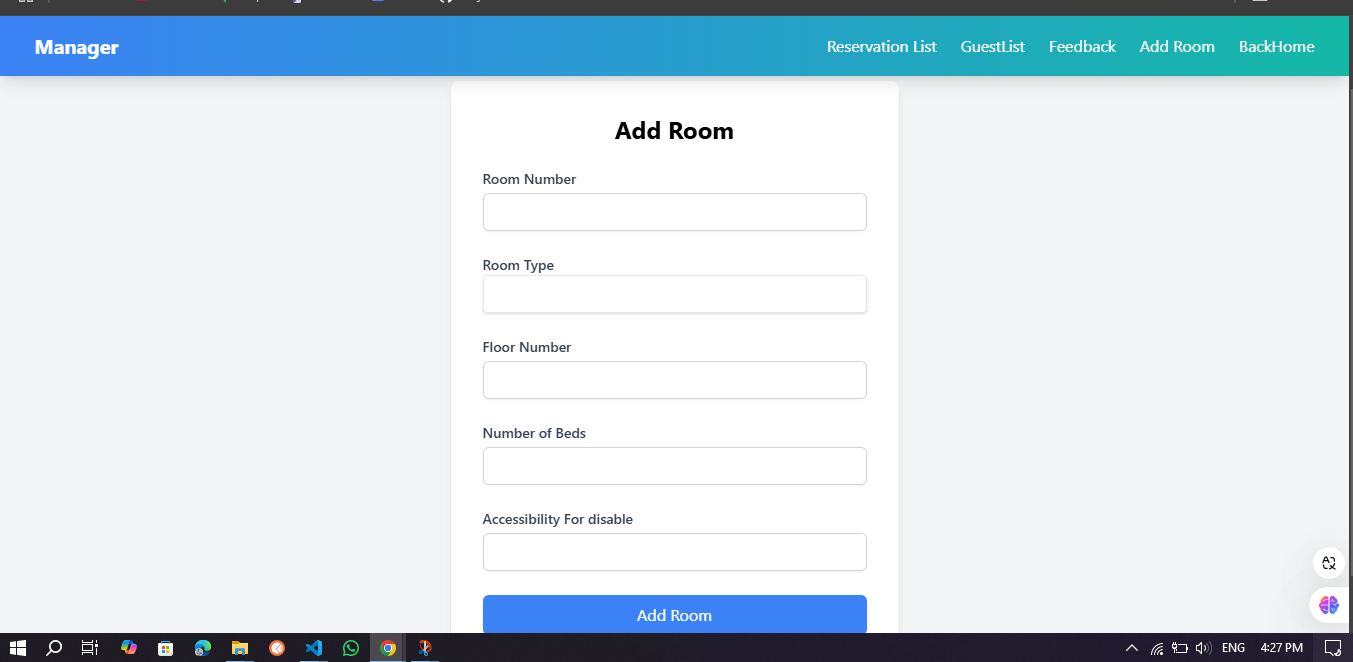 Manager
Reservation List GuestList Feedback Add Room BackHome
Add Room
Room Number
Room Type
Floor Number
Number of Beds
Accessibility For disable
Add Room
ENG 4:27 PM